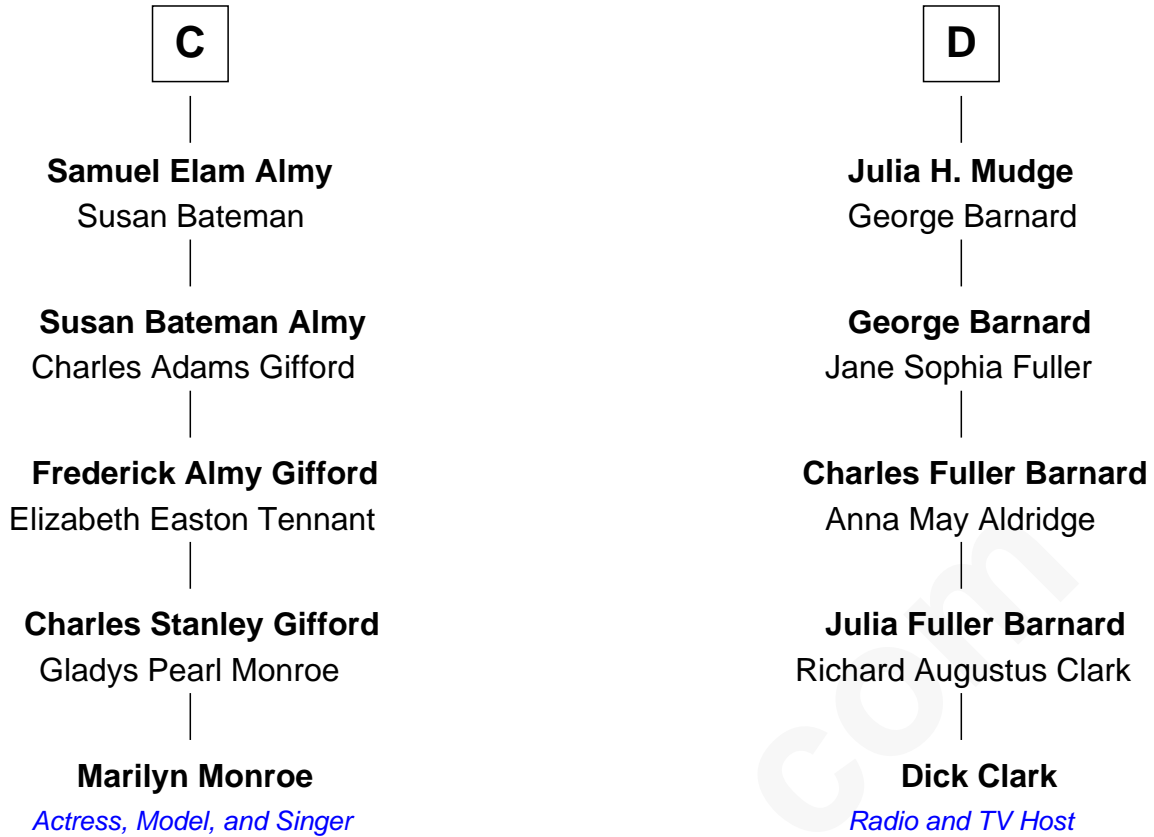 C
Samuel Elam Almy
Susan Bateman
Susan Bateman Almy
Charles Adams Gifford
Frederick Almy Gifford
Elizabeth Easton Tennant
Charles Stanley Gifford
Gladys Pearl Monroe
Marilyn Monroe
Actress, Model, and Singer
D
Julia H. Mudge
George Barnard
George Barnard
Jane Sophia Fuller
Charles Fuller Barnard
Anna May Aldridge
Julia Fuller Barnard
Richard Augustus Clark
Dick Clark
Radio and TV Host
com